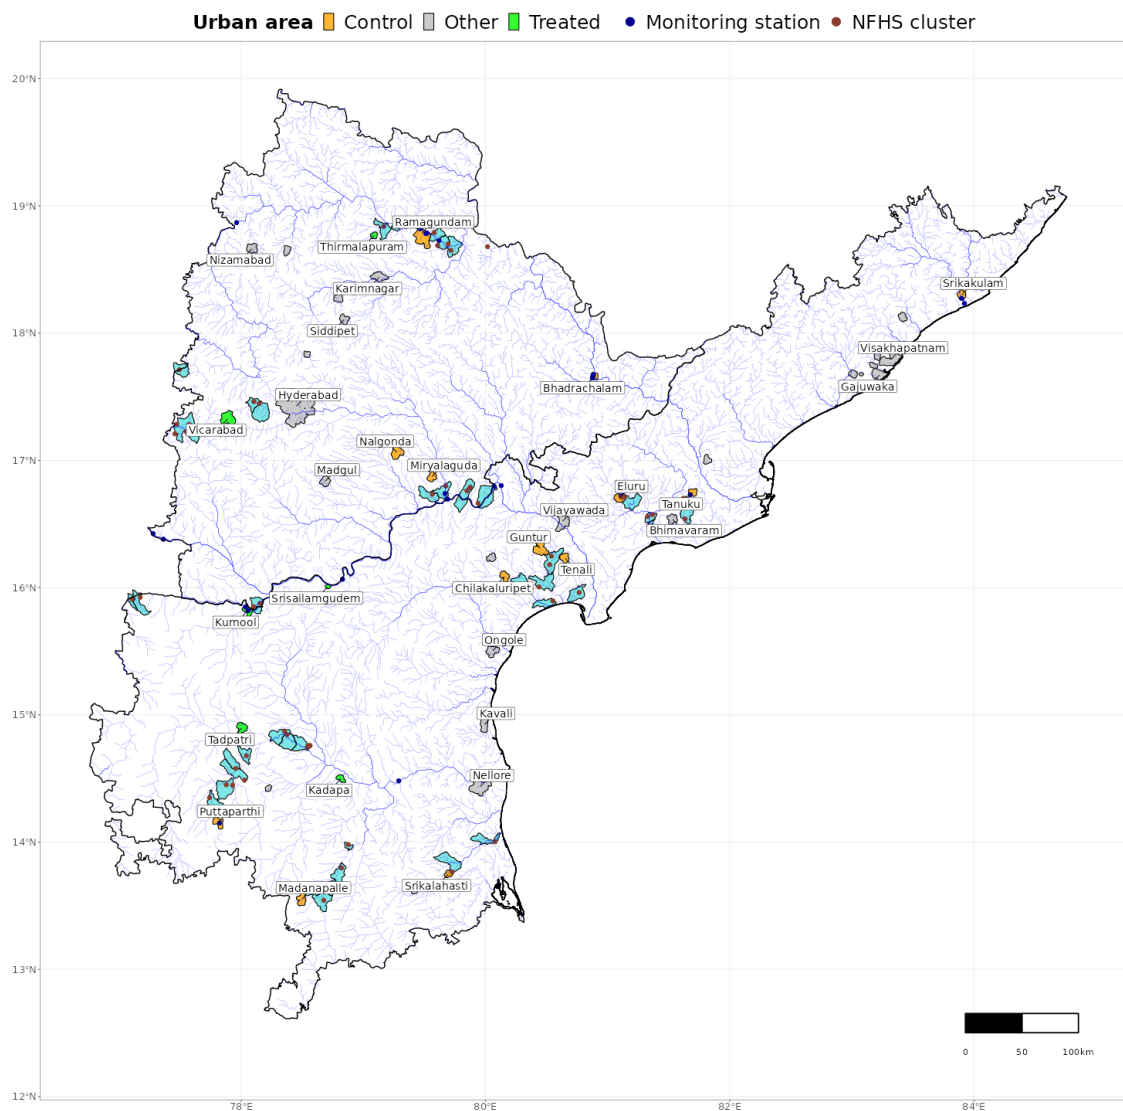 Urban area Control Other Treated Monitoring station NFHS cluster
20°N
19°N
18°N
17°N
16°N
15°N
14°N
13°N
12°N
Ramagundam
Thirmalapuram
Nizamabad
Karimnagar
Siddipet
Srikakulam
Visakhapatnam
Gajuwaka
Bhadrachalam
Hyderabad
Vicarabad
Nalgonda
Miryalaguda
Madgul
Eluru
Tanuku
Vijayawada
Bhimavaram
Guntur
Tenali
Chilakaluripet
Srisailamgudem
Kurnool
Ongole
Kavali
Tadpatri
Nellore
Kadapa
Puttaparthi
Madanapalle
Srikalahasti
0 50 100km
78°E 80°E 82°E 84°E